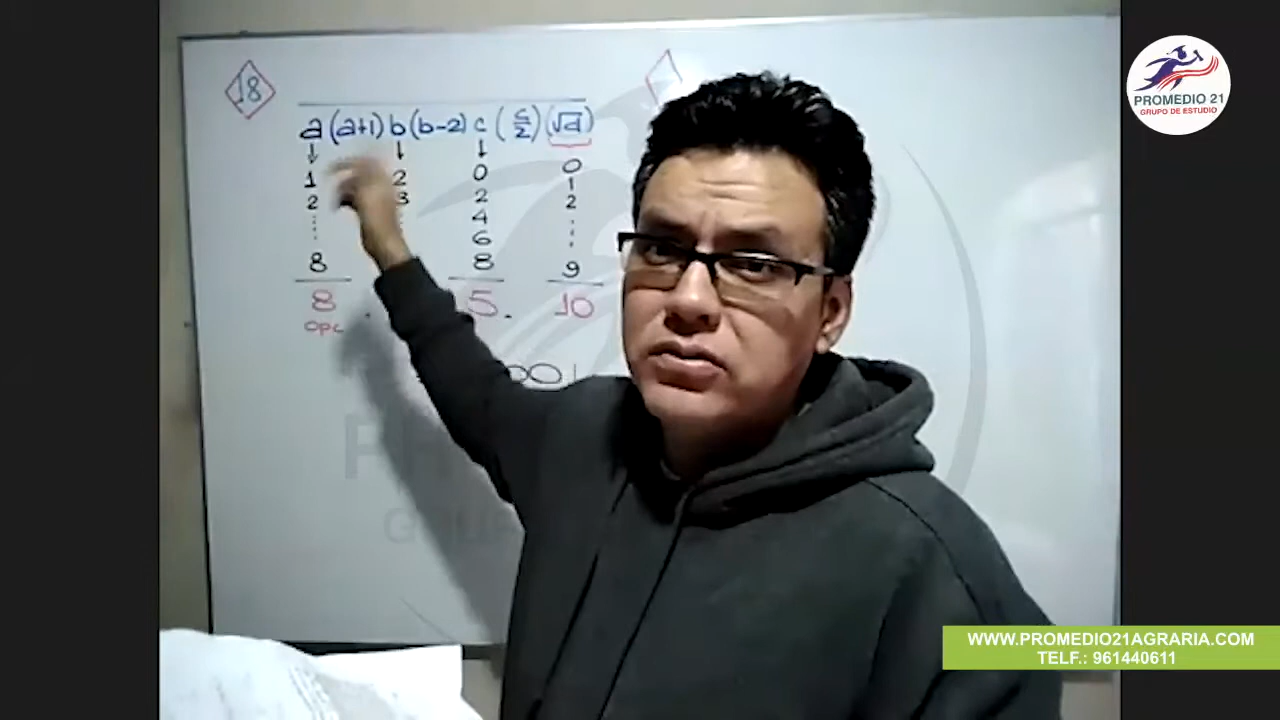 18
a (a+1) b (b-2) c (c/2) (√d)
↓ ↓ ↓
1 2 0 0
2 3 2 1
⋮ 4 2
6 ⋮
8 8 9
8 . 5 . 10
opc
PROMEDIO 21
GRUPO DE ESTUDIO
WWW.PROMEDIO21AGRARIA.COM
TELF.: 961440611